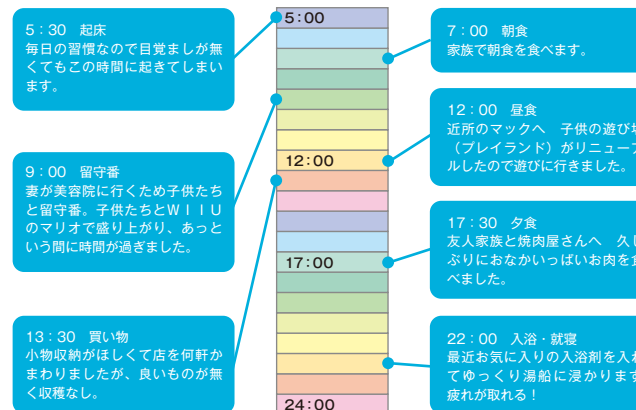 5：30　起床
毎日の習慣なので目覚ましが無
くてもこの時間に起きてしまい
ます。
9：00　留守番
妻が美容院に行くため子供たち
と留守番。子供たちとＷＩＩＵ
のマリオで盛り上がり、あっと
いう間に時間が過ぎました。
13：30　買い物
小物収納がほしくて店を何軒か
まわりましたが、良いものが無
く収穫なし。
5:00
12:00
17:00
24:00
7：00　朝食
家族で朝食を食べます。
12：00　昼食
近所のマックへ　子供の遊び場
（プレイランド）がリニューア
ルしたので遊びに行きました。
17：30　夕食
友人家族と焼肉屋さんへ　久し
ぶりにおなかいっぱいお肉を食
べました。
22：00　入浴・就寝
最近お気に入りの入浴剤を入れ
てゆっくり湯船に浸かります
疲れが取れる！